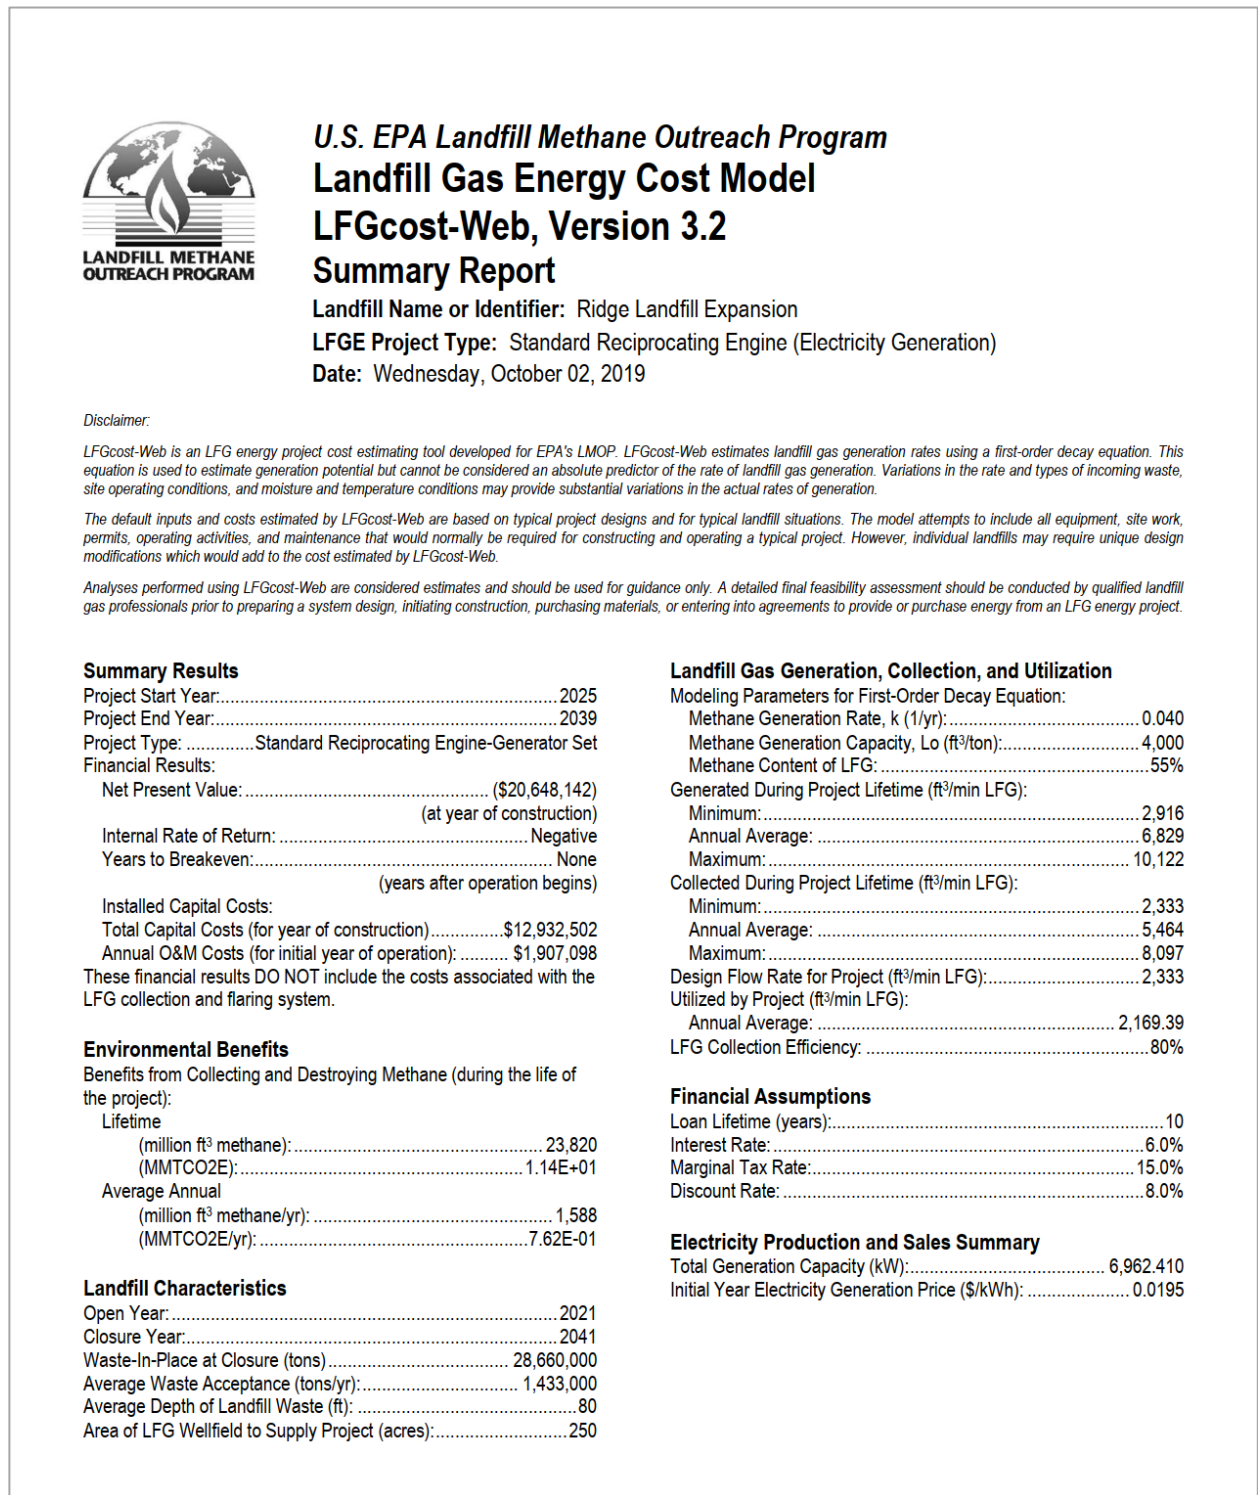 LANDFILL METHANE
OUTREACH PROGRAM
U.S. EPA Landfill Methane Outreach Program
Landfill Gas Energy Cost Model
LFGcost-Web, Version 3.2
Summary Report
Landfill Name or Identifier: Ridge Landfill Expansion
LFGE Project Type: Standard Reciprocating Engine (Electricity Generation)
Date: Wednesday, October 02, 2019
Disclaimer:
LFGcost-Web is an LFG energy project cost estimating tool developed for EPA's LMOP. LFGcost-Web estimates landfill gas generation rates using a first-order decay equation. This
equation is used to estimate generation potential but cannot be considered an absolute predictor of the rate of landfill gas generation. Variations in the rate and types of incoming waste,
site operating conditions, and moisture and temperature conditions may provide substantial variations in the actual rates of generation.
The default inputs and costs estimated by LFGcost-Web are based on typical project designs and for typical landfill situations. The model attempts to include all equipment, site work,
permits, operating activities, and maintenance that would normally be required for constructing and operating a typical project. However, individual landfills may require unique design
modifications which would add to the cost estimated by LFGcost-Web.
Analyses performed using LFGcost-Web are considered estimates and should be used for guidance only. A detailed final feasibility assessment should be conducted by qualified landfill
gas professionals prior to preparing a system design, initiating construction, purchasing materials, or entering into agreements to provide or purchase energy from an LFG energy project.
Summary Results
Project Start Year:....................2025
Project End Year:....................2039
Project Type: ..............Standard Reciprocating Engine-Generator Set
Financial Results:
Net Present Value:.................... ($20,648,142)
(at year of construction)
Internal Rate of Return: ....................Negative
Years to Breakeven:.................... None
(years after operation begins)
Installed Capital Costs:
Total Capital Costs (for year of construction)...............$12,932,502
Annual O&M Costs (for initial year of operation): .......... $1,907,098
These financial results DO NOT include the costs associated with the
LFG collection and flaring system.
Environmental Benefits
Benefits from Collecting and Destroying Methane (during the life of
the project):
Lifetime
(million ft³ methane):....................23,820
(MMTCO2E):....................1.14E+01
Average Annual
(million ft³ methane/yr): ....................1,588
(MMTCO2E/yr):....................7.62E-01
Landfill Characteristics
Open Year:....................2021
Closure Year:....................2041
Waste-In-Place at Closure (tons).................... 28,660,000
Average Waste Acceptance (tons/yr):.................... 1,433,000
Average Depth of Landfill Waste (ft): ....................80
Area of LFG Wellfield to Supply Project (acres):....................250
Landfill Gas Generation, Collection, and Utilization
Modeling Parameters for First-Order Decay Equation:
Methane Generation Rate, k (1/yr):....................0.040
Methane Generation Capacity, Lo (ft³/ton):....................4,000
Methane Content of LFG:....................55%
Generated During Project Lifetime (ft³/min LFG):
Minimum:....................2,916
Annual Average: ....................6,829
Maximum:.................... 10,122
Collected During Project Lifetime (ft³/min LFG):
Minimum:....................2,333
Annual Average: ....................5,464
Maximum:....................8,097
Design Flow Rate for Project (ft³/min LFG):....................2,333
Utilized by Project (ft³/min LFG):
Annual Average: .................... 2,169.39
LFG Collection Efficiency: ....................80%
Financial Assumptions
Loan Lifetime (years):....................10
Interest Rate:....................6.0%
Marginal Tax Rate:....................15.0%
Discount Rate: ....................8.0%
Electricity Production and Sales Summary
Total Generation Capacity (kW):.................... 6,962.410
Initial Year Electricity Generation Price ($/kWh): .................... 0.0195